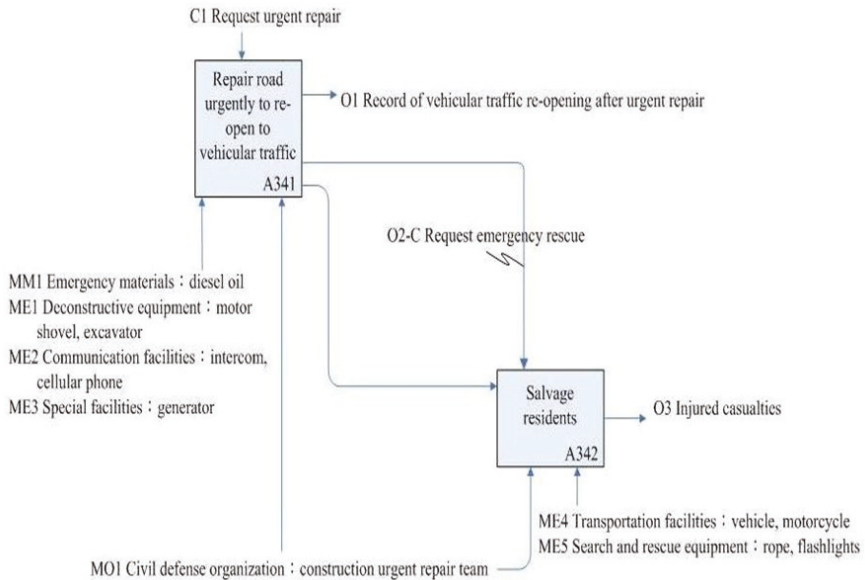 C1 Request urgent repair
Repair road
urgently to re-
open to
vehicular traffic
A341
O1 Record of vehicular traffic re-opening after urgent repair
O2-C Request emergency rescue
MM1 Emergency materials：diesel oil
ME1 Deconstructive equipment：motor
shovel, excavator
ME2 Communication facilities：intercom,
cellular phone
ME3 Special facilities：generator
Salvage
residents
A342
O3 Injured casualties
ME4 Transportation facilities：vehicle, motorcycle
ME5 Search and rescue equipment：rope, flashlights
MO1 Civil defense organization：construction urgent repair team